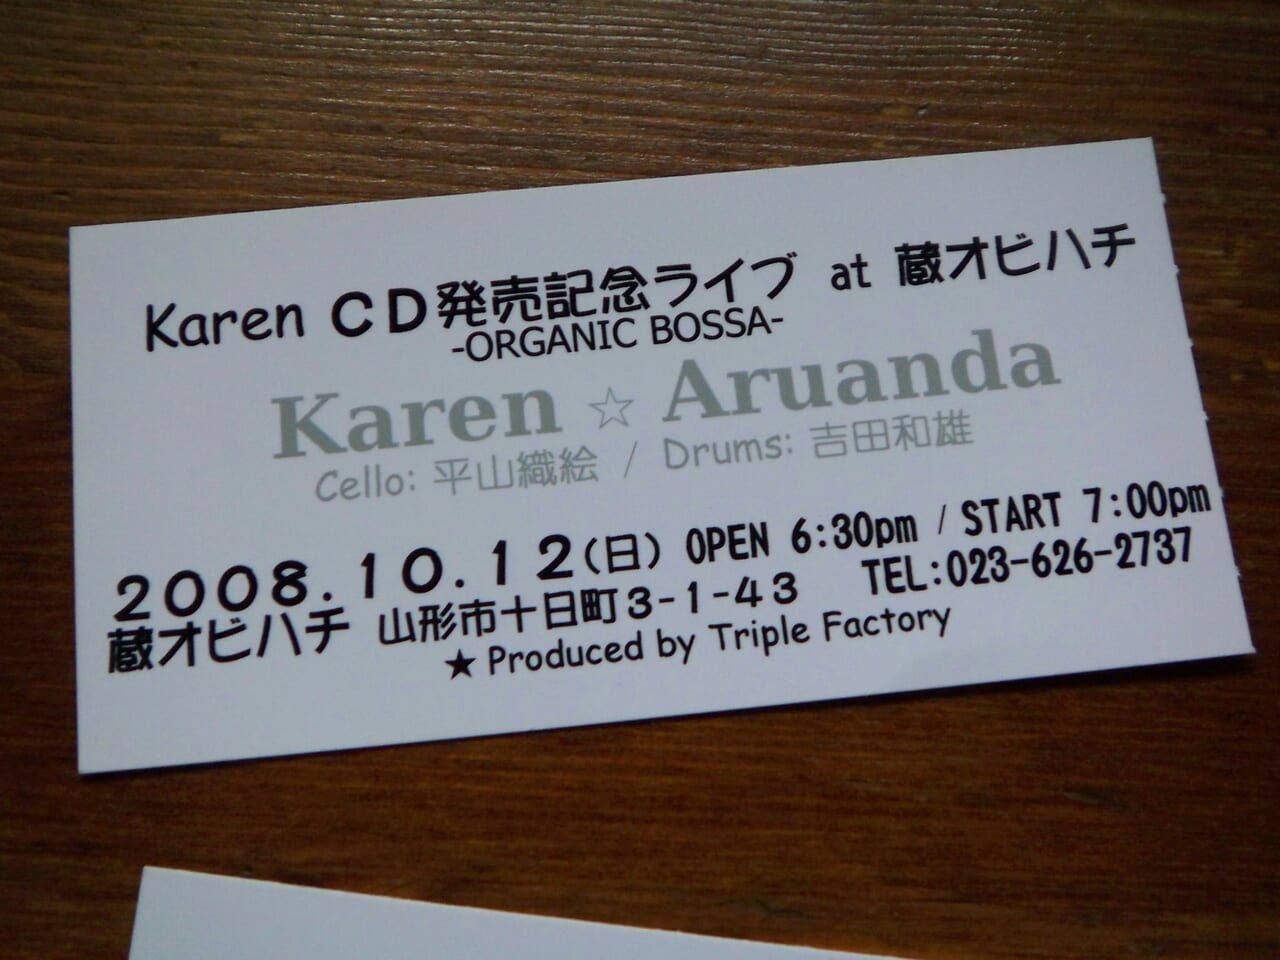 Karen ＣＤ発売記念ライブ at 蔵オビハチ
-ORGANIC BOSSA-
Karen ☆ Aruanda
Cello: 平山織絵 / Drums: 吉田和雄
２００８.１０.１２(日) OPEN 6:30pm / START 7:00pm
蔵オビハチ 山形市十日町３-１-４３ TEL:023-626-2737
★ Produced by Triple Factory